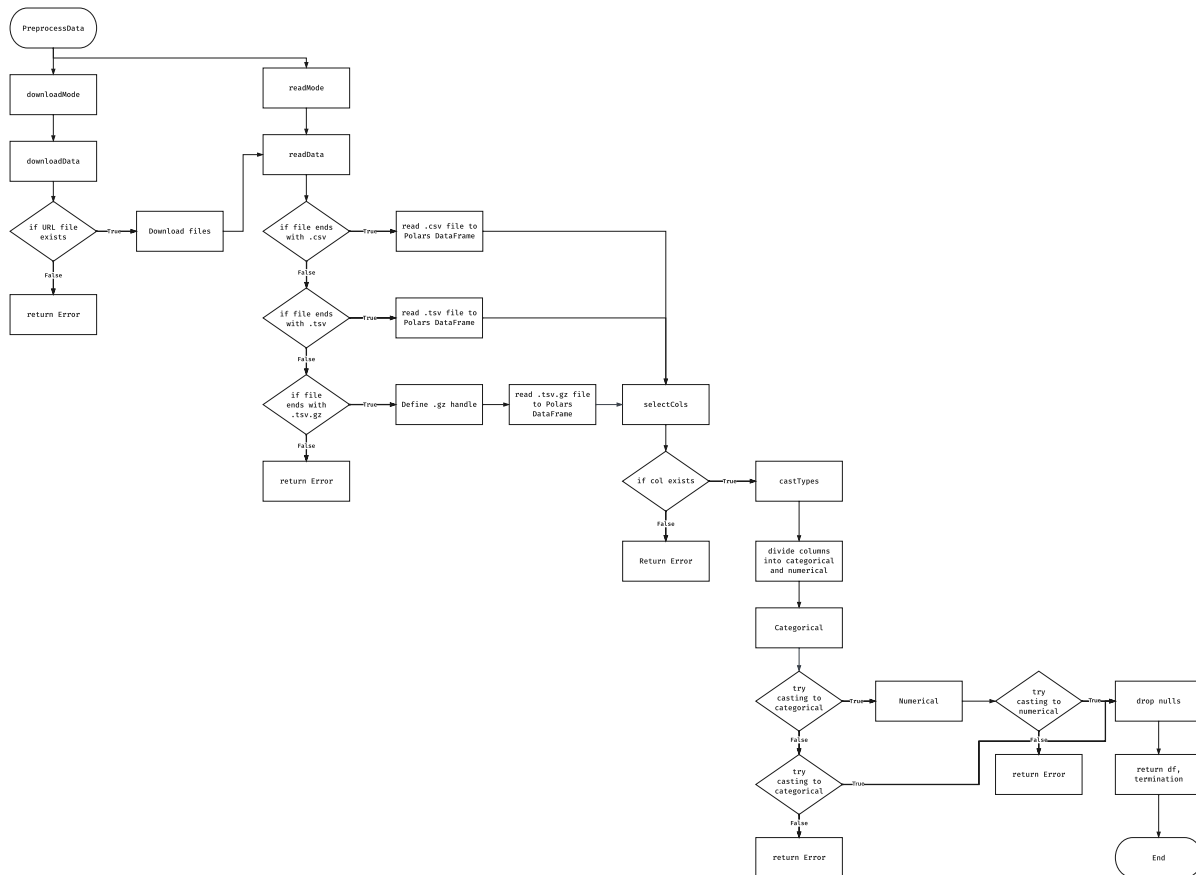 PreprocessData
downloadMode
readMode
downloadData
readData
if URL file
exists
True
Download files
False
return Error
if file ends
with .csv
True
read .csv file to
Polars DataFrame
False
if file ends
with .tsv
True
read .tsv file to
Polars DataFrame
False
if file
ends with
.tsv.gz
True
Define .gz handle
read .tsv.gz file
to Polars
DataFrame
selectCols
False
return Error
if col exists
True
castTypes
False
Return Error
divide columns
into categorical
and numerical
Categorical
try
casting to
categorical
True
Numerical
try
casting to
numerical
True
drop nulls
False
False
return Error
return df,
termination
try
casting to
categorical
True
False
return Error
End